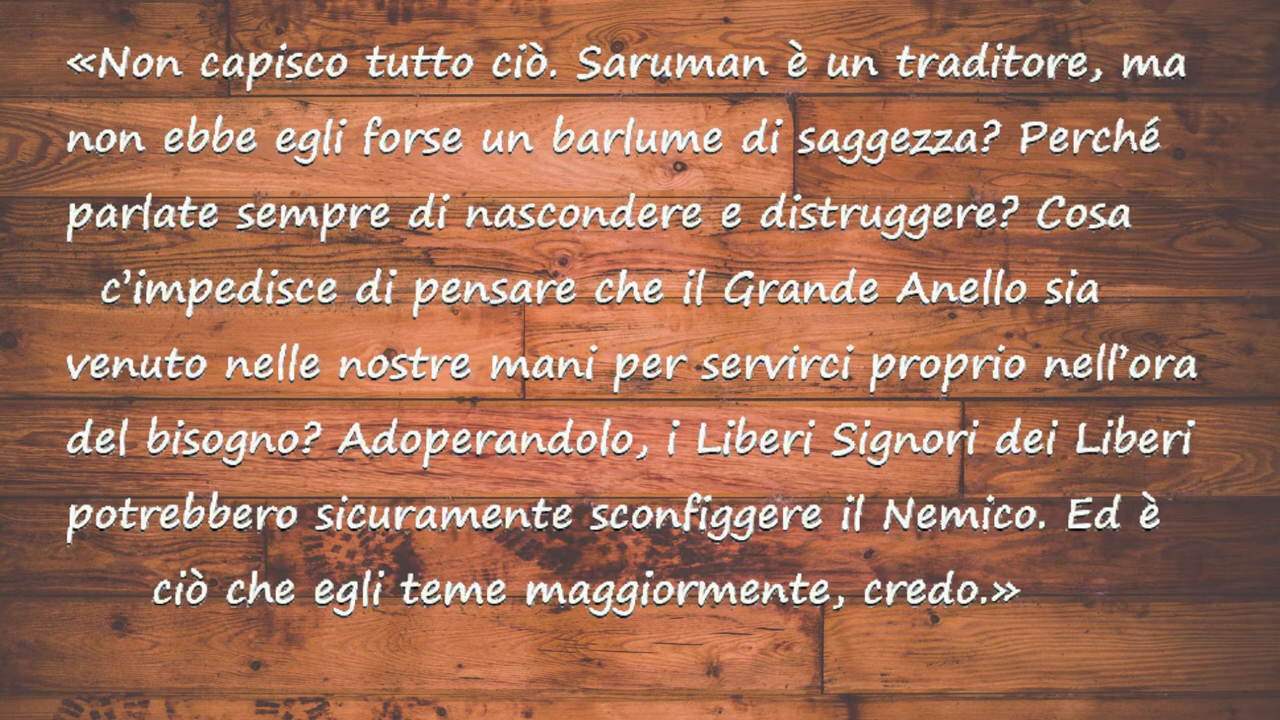 «Non capisco tutto ciò. Saruman è un traditore, ma
non ebbe egli forse un barlume di saggezza? Perché
parlate sempre di nascondere e distruggere? Cosa
c’impedisce di pensare che il Grande Anello sia
venuto nelle nostre mani per servirci proprio nell’ora
del bisogno? Adoperandolo, i Liberi Signori dei Liberi
potrebbero sicuramente sconfiggere il Nemico. Ed è
ciò che egli teme maggiormente, credo.»